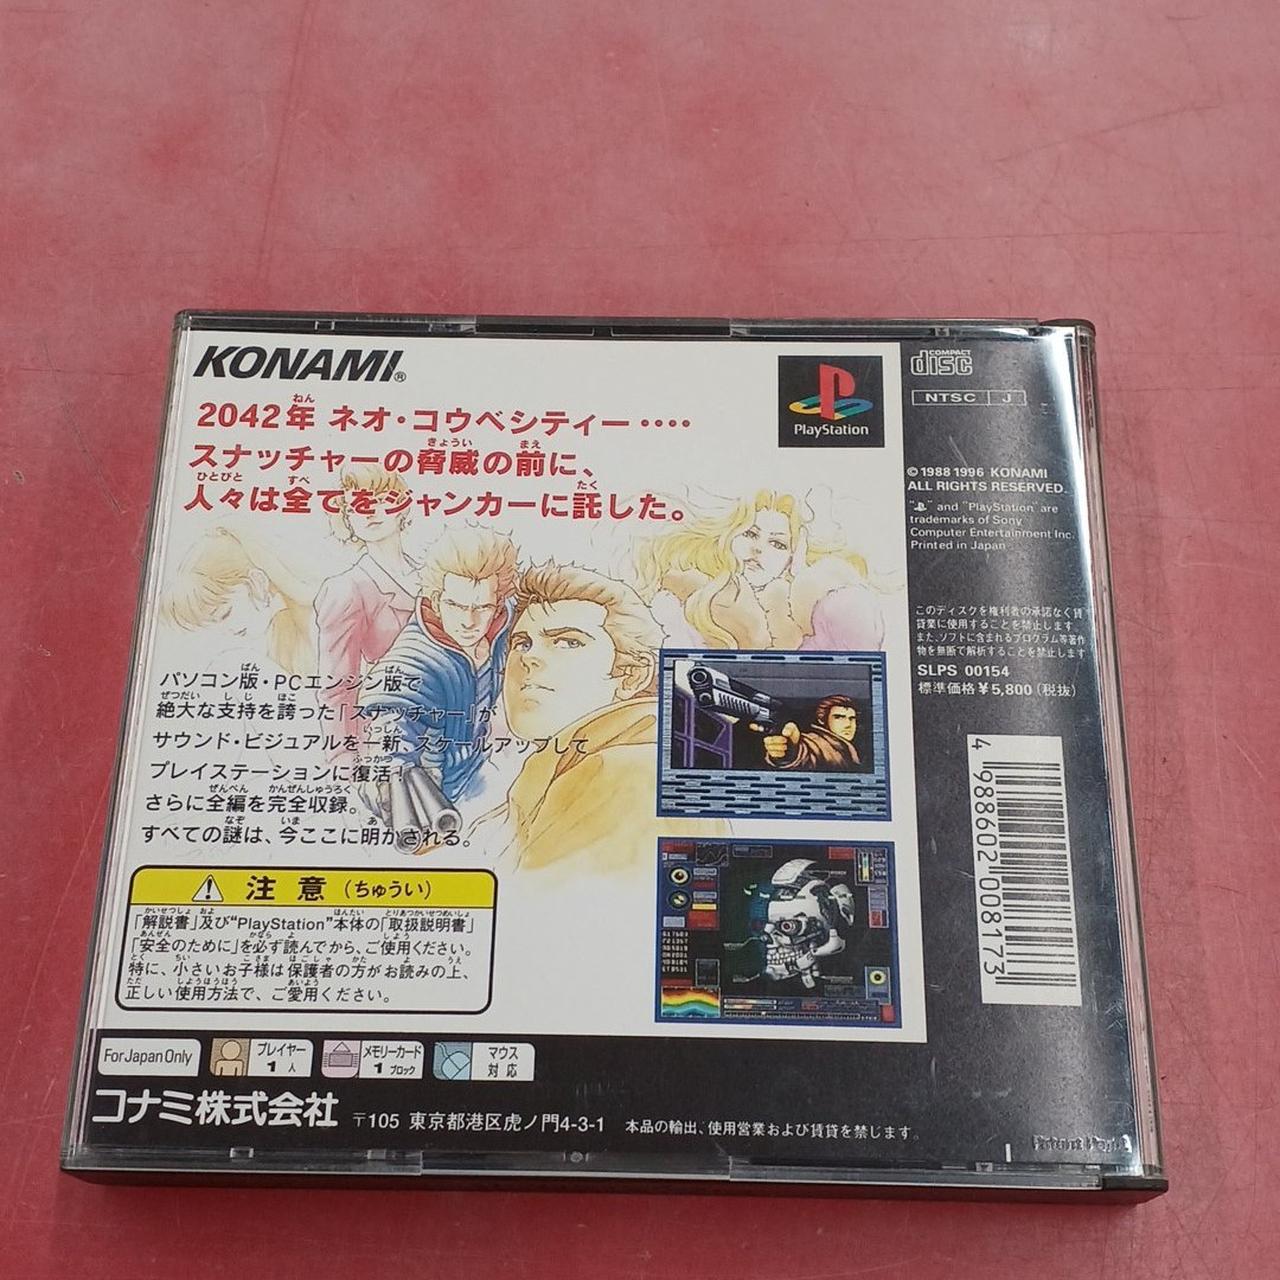 KONAMI®
2042年 ネオ・コウベシティー‥‥
スナッチャーの脅威の前に、
人々は全てをジャンカーに託した。
パソコン版・PCエンジン版で
絶大な支持を誇った「スナッチャー」が
サウンド・ビジュアルを一新、スケールアップして
プレイステーションに復活！
さらに全編を完全収録。
すべての謎は、今ここに明かされる。
注意（ちゅうい）
「解説書」及び“PlayStation”本体の「取扱説明書」
「安全のために」を必ず読んでから、ご使用ください。
特に、小さいお子様は保護者の方がお読みの上、
正しい使用方法で、ご愛用ください。
For Japan Only
プレイヤー
1人
メモリーカード
1ブロック
マウス
対応
コナミ株式会社
〒105 東京都港区虎ノ門4-3-1
本品の輸出、使用営業および賃貸を禁じます。
PlayStation
COMPACT
disc
NTSC J
© 1988 1996 KONAMI
ALL RIGHTS RESERVED.
" " and "PlayStation" are
trademarks of Sony
Computer Entertainment Inc.
Printed in Japan
このディスクを権利者の承諾なく賃
貸業に使用することを禁止します
また、ソフトに含まれるプログラム等著作
物を無断で解析することを禁止します
SLPS 00154
標準価格￥5,800（税抜）
4 988602 008173